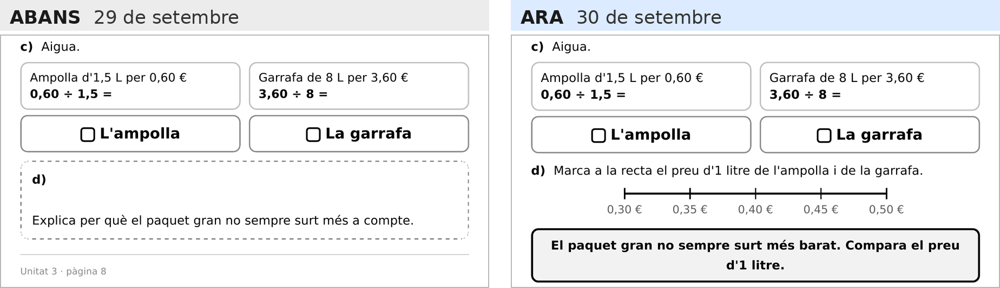 ABANS 29 de setembre
c) Aigua.
Ampolla d'1,5 L per 0,60 €
0,60 ÷ 1,5 =
Garrafa de 8 L per 3,60 €
3,60 ÷ 8 =
L'ampolla
La garrafa
d)
Explica per què el paquet gran no sempre surt més a compte.
Unitat 3 · pàgina 8
ARA 30 de setembre
c) Aigua.
Ampolla d'1,5 L per 0,60 €
0,60 ÷ 1,5 =
Garrafa de 8 L per 3,60 €
3,60 ÷ 8 =
L'ampolla
La garrafa
d) Marca a la recta el preu d'1 litre de l'ampolla i de la garrafa.
0,30 € 0,35 € 0,40 € 0,45 € 0,50 €
El paquet gran no sempre surt més barat. Compara el preu
d'1 litre.